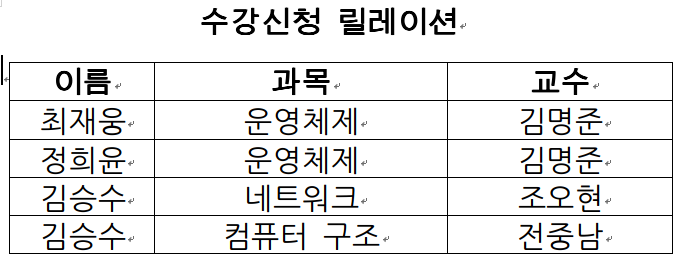 수강신청 릴레이션
이름 과목 교수
최재웅 운영체제 김명준
정희윤 운영체제 김명준
김승수 네트워크 조오현
김승수 컴퓨터 구조 전중남